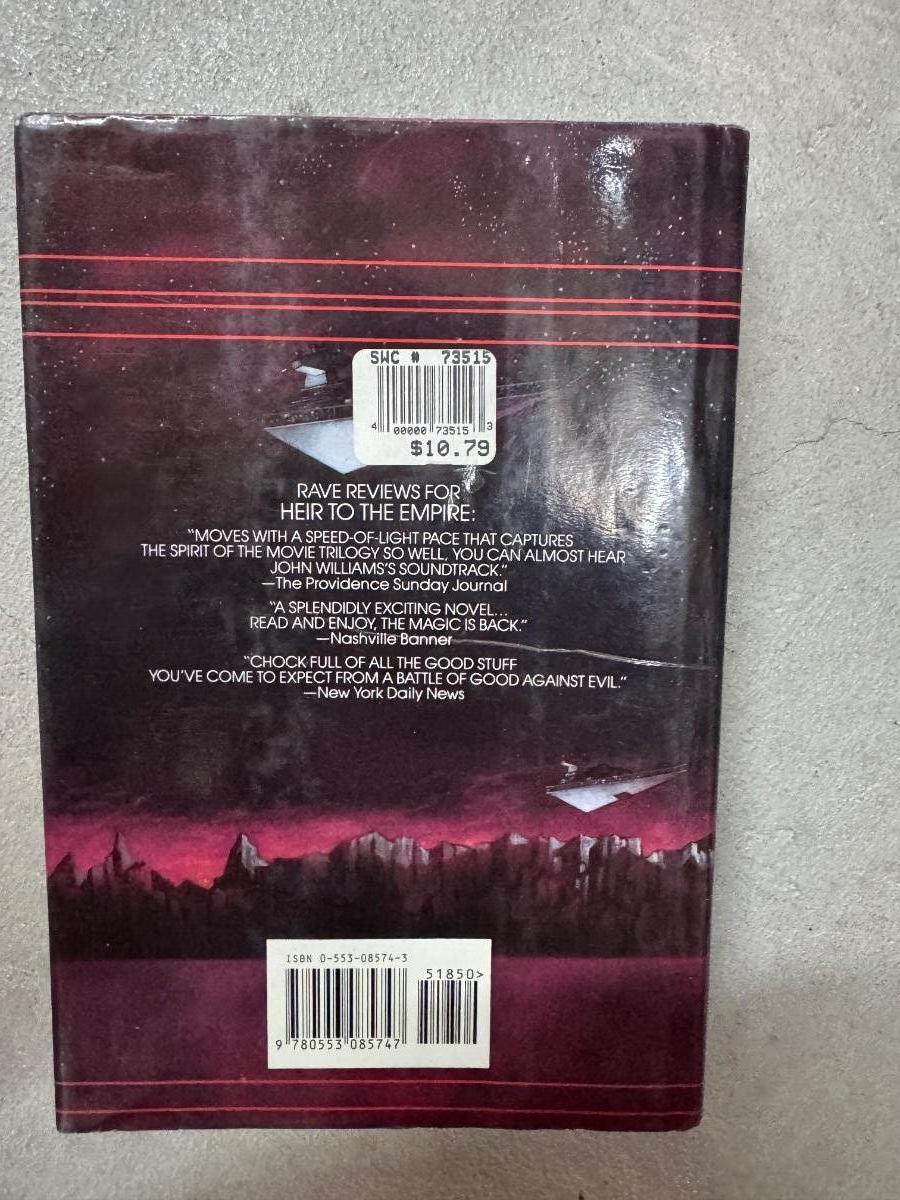 SWC # 73515
4 00000 73515 3
$10.79
RAVE REVIEWS FOR
HEIR TO THE EMPIRE:
“MOVES WITH A SPEED-OF-LIGHT PACE THAT CAPTURES
THE SPIRIT OF THE MOVIE TRILOGY SO WELL, YOU CAN ALMOST HEAR
JOHN WILLIAMS'S SOUNDTRACK.”
—The Providence Sunday Journal
“A SPLENDIDLY EXCITING NOVEL...
READ AND ENJOY, THE MAGIC IS BACK.”
—Nashville Banner
“CHOCK FULL OF ALL THE GOOD STUFF
YOU'VE COME TO EXPECT FROM A BATTLE OF GOOD AGAINST EVIL.”
—New York Daily News
ISBN 0-553-08574-3
51850>
9 780553 085747